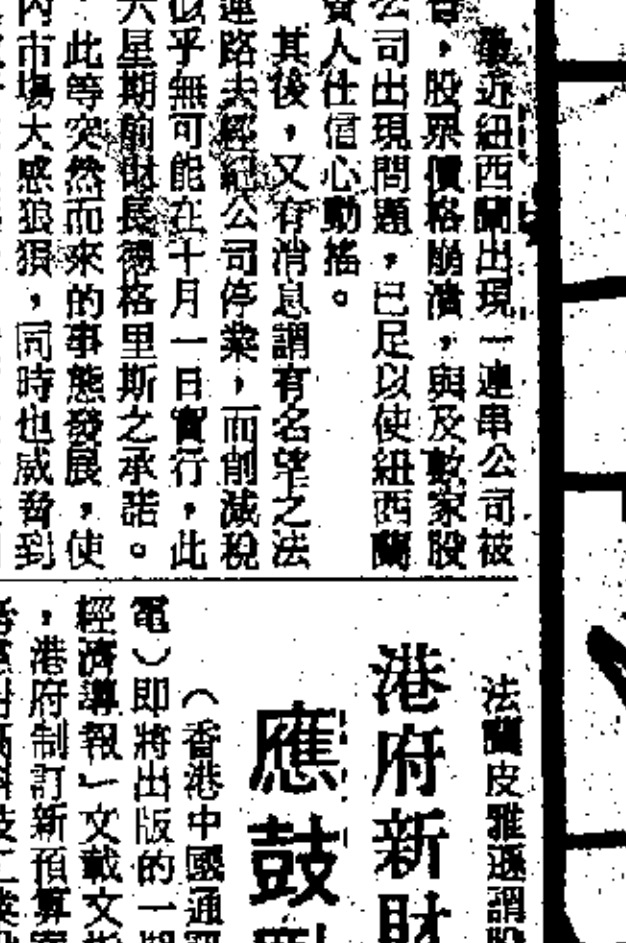 最近紐西蘭出現一連串公司被
,股票價格崩潰,與及數家股
公司出現問題,已足以使紐西蘭
資人仕信心動搖。
其後,又有消息謂有名望之法
連路夫經紀公司停業,而削減稅
似乎無可能在十月一日實行,此
六星期前財長德格里斯之承諾。
此等突然而來的事態發展,使
內市場大感狼狽,同時也威脅到
法蘭皮雅遜謂股
港府新財
應鼓
(香港中國通訊
電)即將出版的一期
經濟導報」文載文指
,港府制訂新預算案